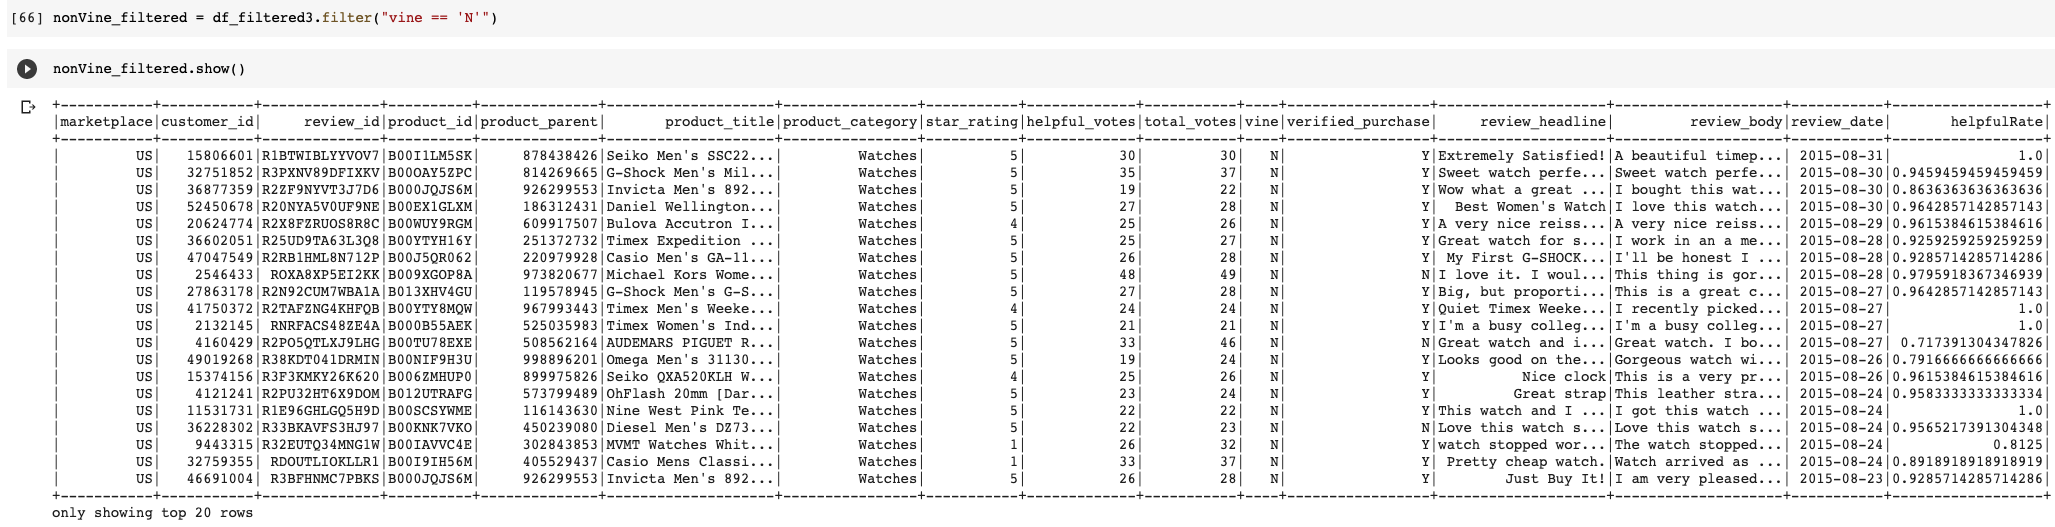 [66] nonVine_filtered = df_filtered3.filter("vine == 'N'")
nonVine_filtered.show()
+-----------+-----------+--------------+----------+--------------+--------------------+----------------+-----------+-------------+-----------+----+-----------------+--------------------+--------------------+-----------+------------------+
|marketplace|customer_id|     review_id|product_id|product_parent|       product_title|product_category|star_rating|helpful_votes|total_votes|vine|verified_purchase|     review_headline|         review_body|review_date|       helpfulRate|
+-----------+-----------+--------------+----------+--------------+--------------------+----------------+-----------+-------------+-----------+----+-----------------+--------------------+--------------------+-----------+------------------+
|         US|   15806601|R1BTWIBLYYVOV7|B00I1LM5SK|     878438426|Seiko Men's SSC22...|         Watches|          5|           30|         30|   N|                Y|Extremely Satisfied!|A beautiful timep...| 2015-08-31|               1.0|
|         US|   32751852|R3PXNV89DFIXKV|B00OAY5ZPC|     814269665|G-Shock Men's Mil...|         Watches|          5|           35|         37|   N|                Y|Sweet watch perfe...|Sweet watch perfe...| 2015-08-30|0.9459459459459459|
|         US|   36877359|R2ZF9NYVT3J7D6|B000JQJS6M|     926299553|Invicta Men's 892...|         Watches|          5|           19|         22|   N|                Y|Wow what a great ...|I bought this wat...| 2015-08-30|0.8636363636363636|
|         US|   52450678|R20NYA5V0UF9NE|B00EX1GLXM|     186312431|Daniel Wellington...|         Watches|          5|           27|         28|   N|                Y|  Best Women's Watch|I love this watch...| 2015-08-30|0.9642857142857143|
|         US|   20624774|R2X8FZRUOS8R8C|B00WUY9RGM|     609917507|Bulova Accutron I...|         Watches|          4|           25|         26|   N|                Y|A very nice reiss...|A very nice reiss...| 2015-08-29|0.9615384615384616|
|         US|   36602051|R25UD9TA63L3Q8|B00YTYH16Y|     251372732|Timex Expedition ...|         Watches|          5|           25|         27|   N|                Y|Great watch for s...|I work in an a me...| 2015-08-28|0.9259259259259259|
|         US|   47047549|R2RB1HML8N712P|B00J5QR062|     220979928|Casio Men's GA-11...|         Watches|          5|           26|         28|   N|                Y| My First G-SHOCK...|I'll be honest I ...| 2015-08-28|0.9285714285714286|
|         US|    2546433| ROXA8XP5EI2KK|B009XGOP8A|     973820677|Michael Kors Wome...|         Watches|          5|           48|         49|   N|                N|I love it. I woul...|This thing is gor...| 2015-08-28|0.9795918367346939|
|         US|   27863178|R2N92CUM7WBA1A|B013XHV4GU|     119578945|G-Shock Men's G-S...|         Watches|          5|           27|         28|   N|                Y|Big, but proporti...|This is a great c...| 2015-08-27|0.9642857142857143|
|         US|   41750372|R2TAFZNG4KHFQB|B00YTY8MQW|     967993443|Timex Men's Weeke...|         Watches|          4|           24|         24|   N|                Y|Quiet Timex Weeke...|I recently picked...| 2015-08-27|               1.0|
|         US|    2132145| RNRFACS48ZE4A|B000B55AEK|     525035983|Timex Women's Ind...|         Watches|          5|           21|         21|   N|                Y|I'm a busy colleg...|I'm a busy colleg...| 2015-08-27|               1.0|
|         US|    4160429|R2PO5QTLXJ9LHG|B00TU78EXE|     508562164|AUDEMARS PIGUET R...|         Watches|          5|           33|         46|   N|                N|Great watch and i...|Great watch. I bo...| 2015-08-27| 0.717391304347826|
|         US|   49019268|R38KDT041DRMIN|B00NIF9H3U|     998896201|Omega Men's 31130...|         Watches|          5|           19|         24|   N|                Y|Looks good on the...|Gorgeous watch wi...| 2015-08-26|0.7916666666666666|
|         US|   15374156|R3F3KMKY26K620|B006ZMHUP0|     899975826|Seiko QXA520KLH W...|         Watches|          4|           25|         26|   N|                Y|          Nice clock|This is a very pr...| 2015-08-26|0.9615384615384616|
|         US|    4121241|R2PU32HT6X9DOM|B012UTRAFG|     573799489|OhFlash 20mm [Dar...|         Watches|          5|           23|         24|   N|                Y|         Great strap|This leather stra...| 2015-08-24|0.9583333333333334|
|         US|   11531731|R1E96GHLGQ5H9D|B00SCSYWME|     116143630|Nine West Pink Te...|         Watches|          5|           22|         22|   N|                Y|This watch and I ...|I got this watch ...| 2015-08-24|               1.0|
|         US|   36228302|R33BKAVFS3HJ97|B00KNK7VKO|     450239080|Diesel Men's DZ73...|         Watches|          5|           22|         23|   N|                N|Love this watch s...|Love this watch s...| 2015-08-24|0.9565217391304348|
|         US|    9443315|R32EUTQ34MNG1W|B00IAVVC4E|     302843853|MVMT Watches Whit...|         Watches|          1|           26|         32|   N|                Y|watch stopped wor...|The watch stopped...| 2015-08-24|            0.8125|
|         US|   32759355| RDOUTLIOKLLR1|B00I9IH56M|     405529437|Casio Mens Classi...|         Watches|          1|           33|         37|   N|                Y| Pretty cheap watch.|Watch arrived as ...| 2015-08-24|0.8918918918918919|
|         US|   46691004| R3BFHNMC7PBKS|B000JQJS6M|     926299553|Invicta Men's 892...|         Watches|          5|           26|         28|   N|                Y|        Just Buy It!|I am very pleased...| 2015-08-23|0.9285714285714286|
+-----------+-----------+--------------+----------+--------------+--------------------+----------------+-----------+-------------+-----------+----+-----------------+--------------------+--------------------+-----------+------------------+
only showing top 20 rows